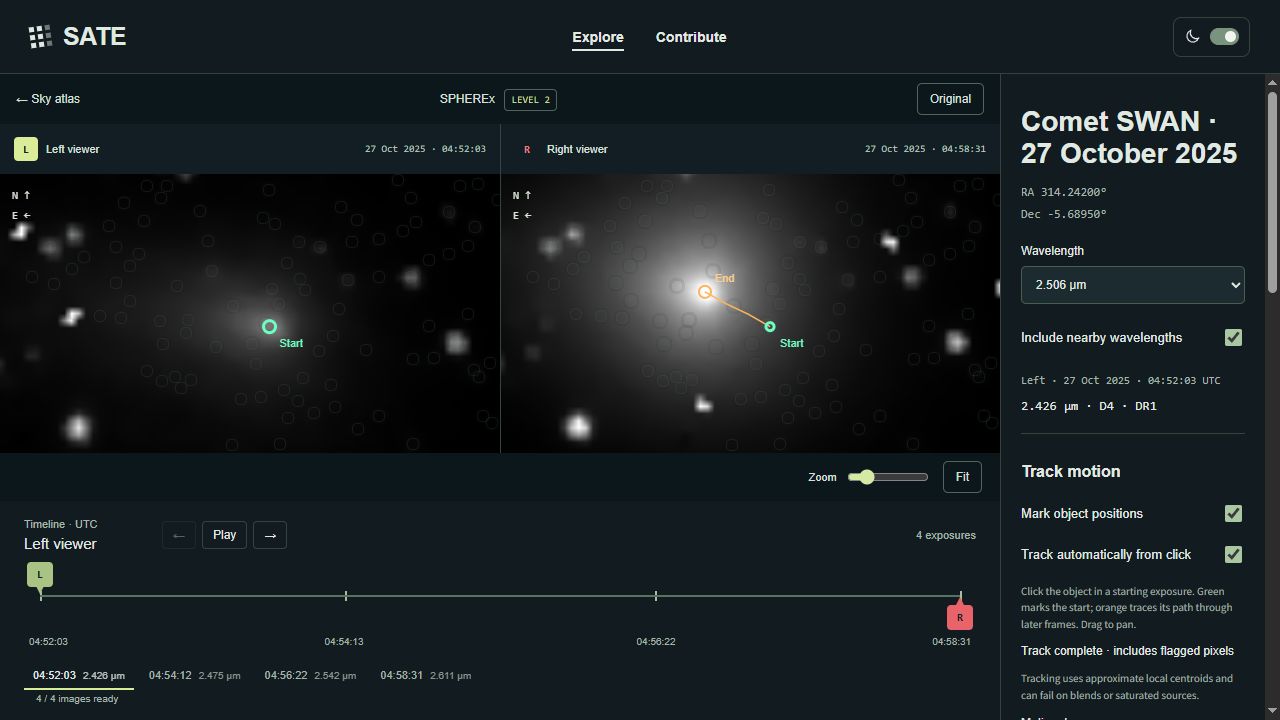 SATE
Explore
Contribute
← Sky atlas
SPHEREx
LEVEL 2
Original
L
Left viewer
27 Oct 2025 · 04:52:03
R
Right viewer
27 Oct 2025 · 04:58:31
N ↑
E ←
Start
N ↑
E ←
End
Start
Zoom
Fit
Timeline · UTC
Left viewer
←
Play
→
4 exposures
L
R
04:52:03
04:54:13
04:56:22
04:58:31
04:52:03 2.426 μm
04:54:12 2.475 μm
04:56:22 2.542 μm
04:58:31 2.611 μm
4 / 4 images ready
Comet SWAN ·
27 October 2025
RA 314.24200°
Dec -5.68950°
Wavelength
2.506 μm
Include nearby wavelengths
Left · 27 Oct 2025 · 04:52:03 UTC
2.426 μm · D4 · DR1
Track motion
Mark object positions
Track automatically from click
Click the object in a starting exposure. Green
marks the start; orange traces its path through
later frames. Drag to pan.
Track complete · includes flagged pixels
Tracking uses approximate local centroids and
can fail on blends or saturated sources.